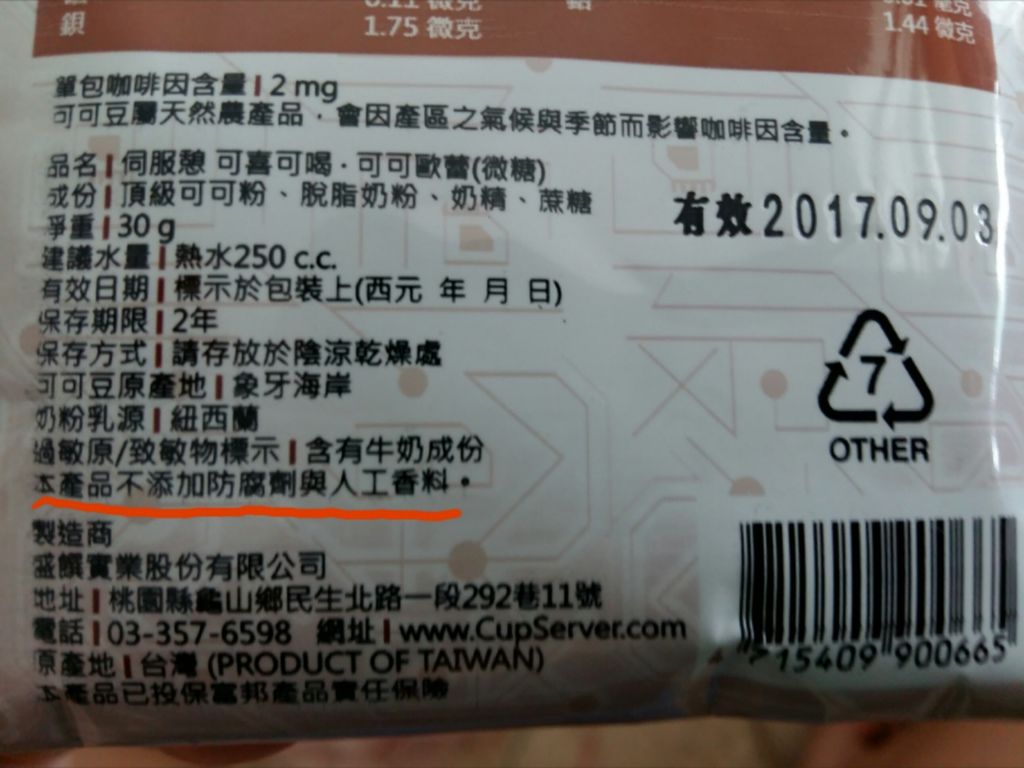 銀 1.75 微克
1.44 微克
單包咖啡因含量 | 2 mg
可可豆屬天然農產品，會因產區之氣候與季節而影響咖啡因含量。
品名 | 伺服憩 可喜可喝．可可歐蕾(微糖)
成份 | 頂級可可粉、脫脂奶粉、奶精、蔗糖
淨重 | 30 g
建議水量 | 熱水250 c.c.
有效日期 | 標示於包裝上(西元 年 月 日)
保存期限 | 2年
保存方式 | 請存放於陰涼乾燥處
可可豆原產地 | 象牙海岸
奶粉乳源 | 紐西蘭
過敏原/致敏物標示 | 含有牛奶成份
本產品不添加防腐劑與人工香料。
有效2017.09.03
7
OTHER
製造商
盛饌實業股份有限公司
地址 | 桃園縣龜山鄉民生北路一段292巷11號
電話 | 03-357-6598 網址 | www.CupServer.com
原產地 | 台灣 (PRODUCT OF TAIWAN)
本產品已投保富邦產品責任保險
4 715409 900665